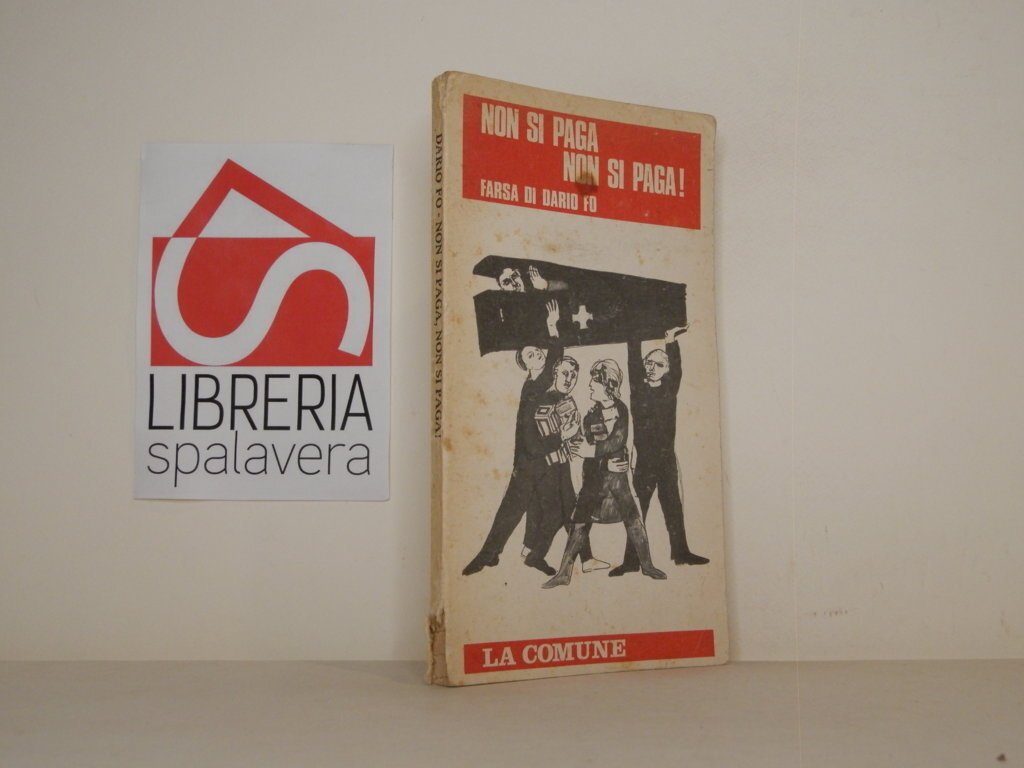 LIBRERIA
spalavera
DARIO FO - NON SI PAGA, NON SI PAGA!
NON SI PAGA
NON SI PAGA!
FARSA DI DARIO FO
LA COMUNE